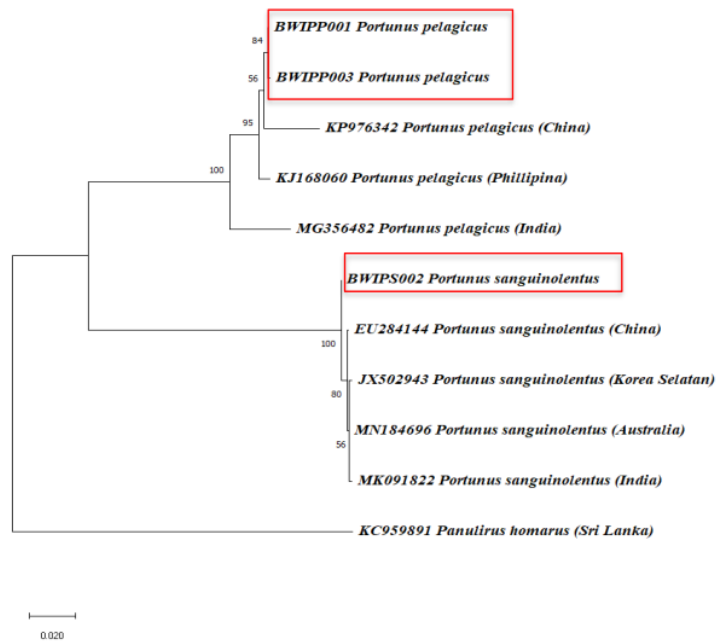 84
BWIPP001 Portunus pelagicus
56
BWIPP003 Portunus pelagicus
95
KP976342 Portunus pelagicus (China)
100
KJ168060 Portunus pelagicus (Phillipina)
MG356482 Portunus pelagicus (India)
BWIPS002 Portunus sanguinolentus
EU284144 Portunus sanguinolentus (China)
100
JX502943 Portunus sanguinolentus (Korea Selatan)
80
MN184696 Portunus sanguinolentus (Australia)
56
MK091822 Portunus sanguinolentus (India)
KC959891 Panulirus homarus (Sri Lanka)
0.020